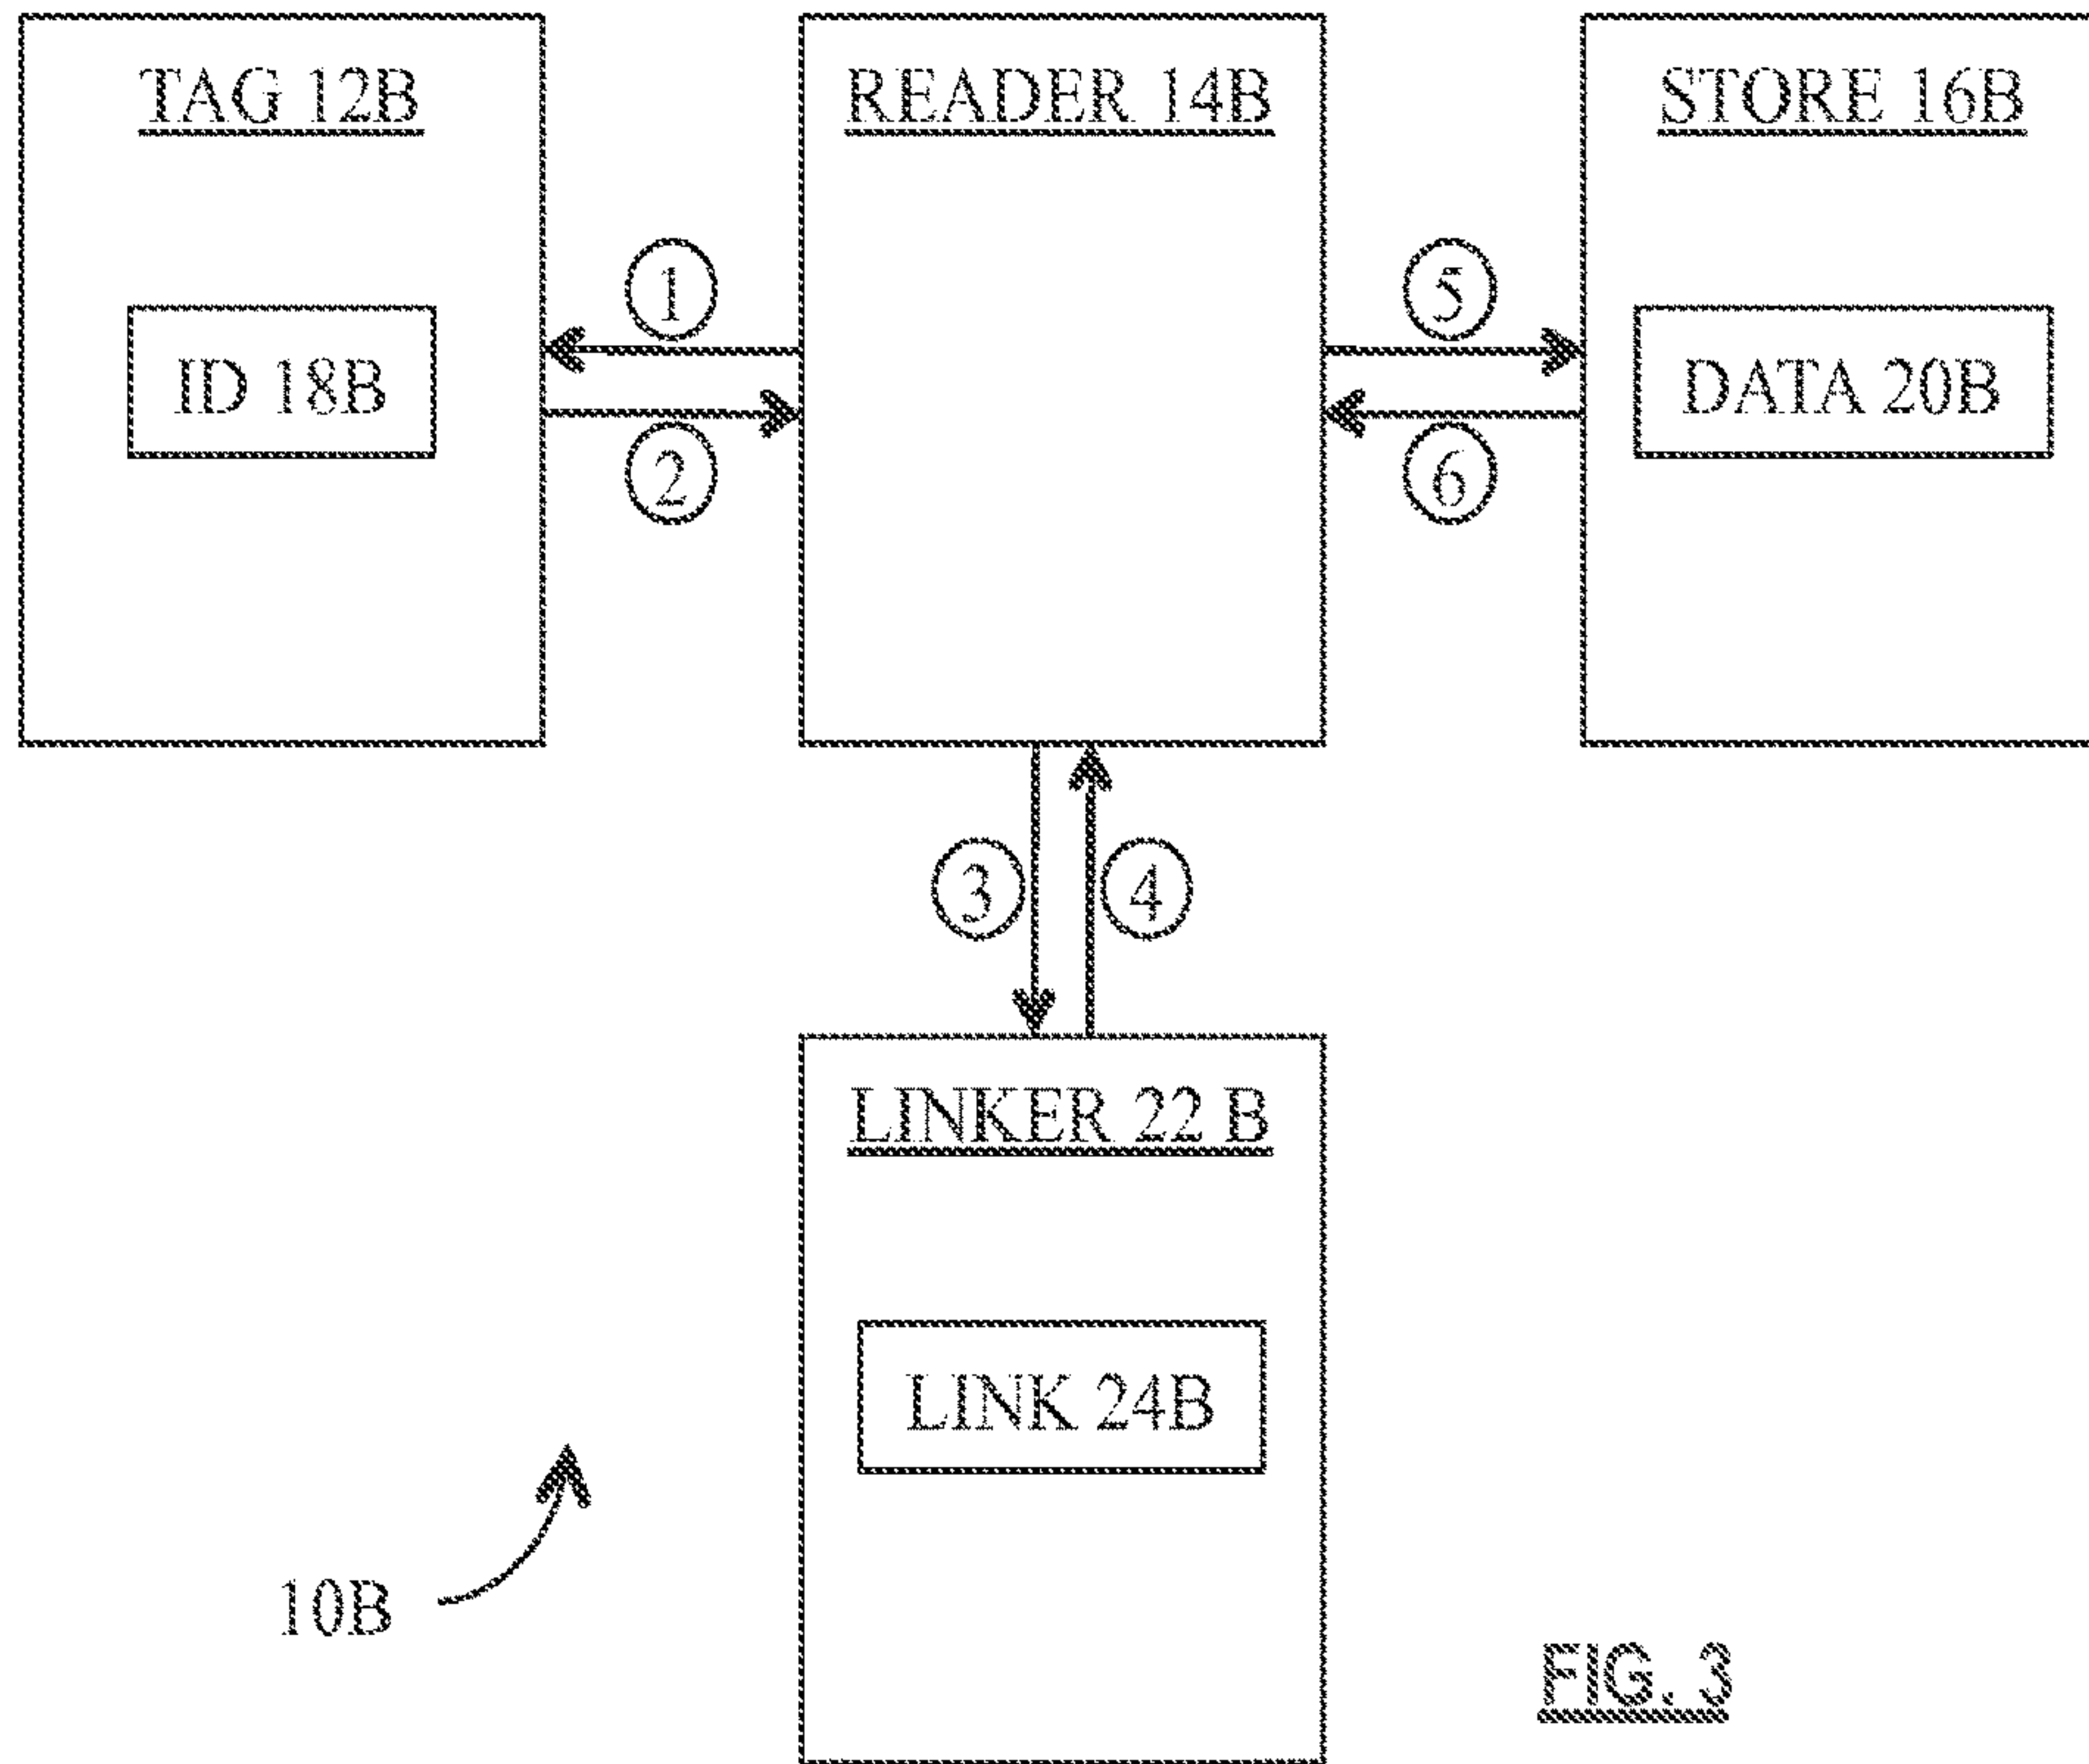 TAG 12B
READER 14B
STORE 16B
ID 18B
1
2
5
6
DATA 20B
3
4
LINKER 22 B
LINK 24B
10B
FIG. 3